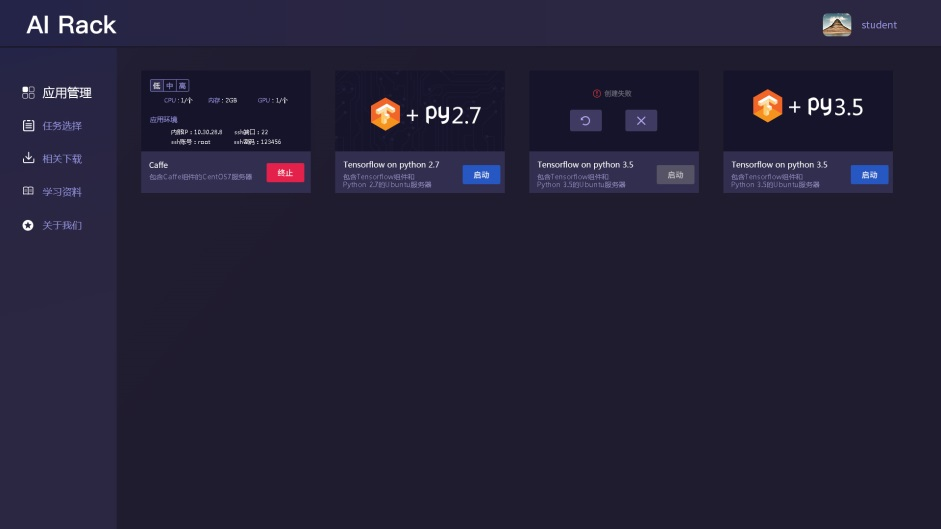 AI Rack
student
应用管理
任务选择
相关下载
学习资料
关于我们
低 中 高
CPU：1/个 内存：2GB GPU：1/个
应用环境
内部IP：10.30.28.8 ssh端口：22
ssh账号：root ssh密码：123456
Caffe
包含Caffe组件的CentOS7服务器
终止
+ py2.7
Tensorflow on python 2.7
包含Tensorflow组件和
Python 2.7的Ubuntu服务器
启动
创建失败
Tensorflow on python 3.5
包含Tensorflow组件和
Python 3.5的Ubuntu服务器
启动
+ py3.5
Tensorflow on python 3.5
包含Tensorflow组件和
Python 3.5的Ubuntu服务器
启动